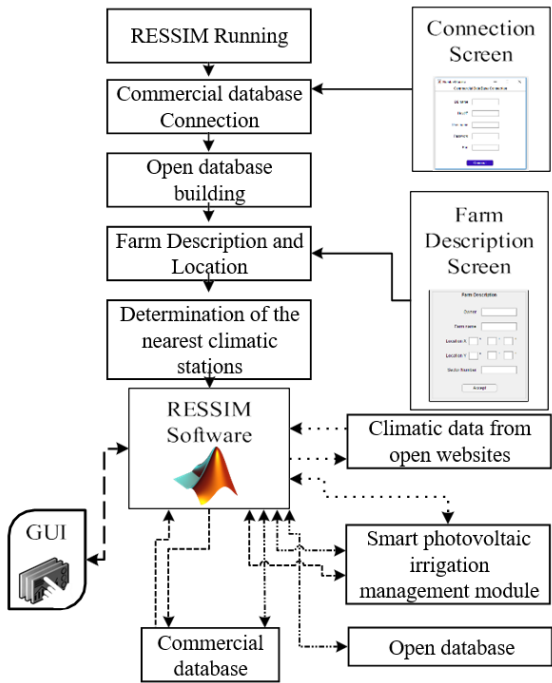 RESSIM Running
Commercial database
Connection
Open database
building
Farm Description and
Location
Determination of the
nearest climatic
stations
RESSIM
Software
Connection
Screen
Farm
Description
Screen
Farm Description
Owner
Farm name
Location X
Location Y
Accept
Climatic data from
open websites
Smart photovoltaic
irrigation
management module
Open database
Commercial
database
GUI